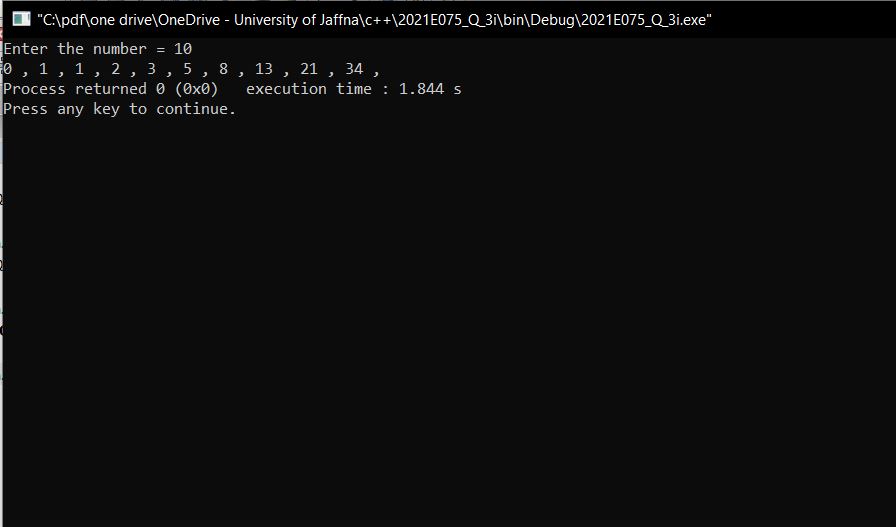 "C:\pdf\one drive\OneDrive - University of Jaffna\c++\2021E075_Q_3i\bin\Debug\2021E075_Q_3i.exe"
Enter the number = 10
0 , 1 , 1 , 2 , 3 , 5 , 8 , 13 , 21 , 34 ,
Process returned 0 (0x0)   execution time : 1.844 s
Press any key to continue.